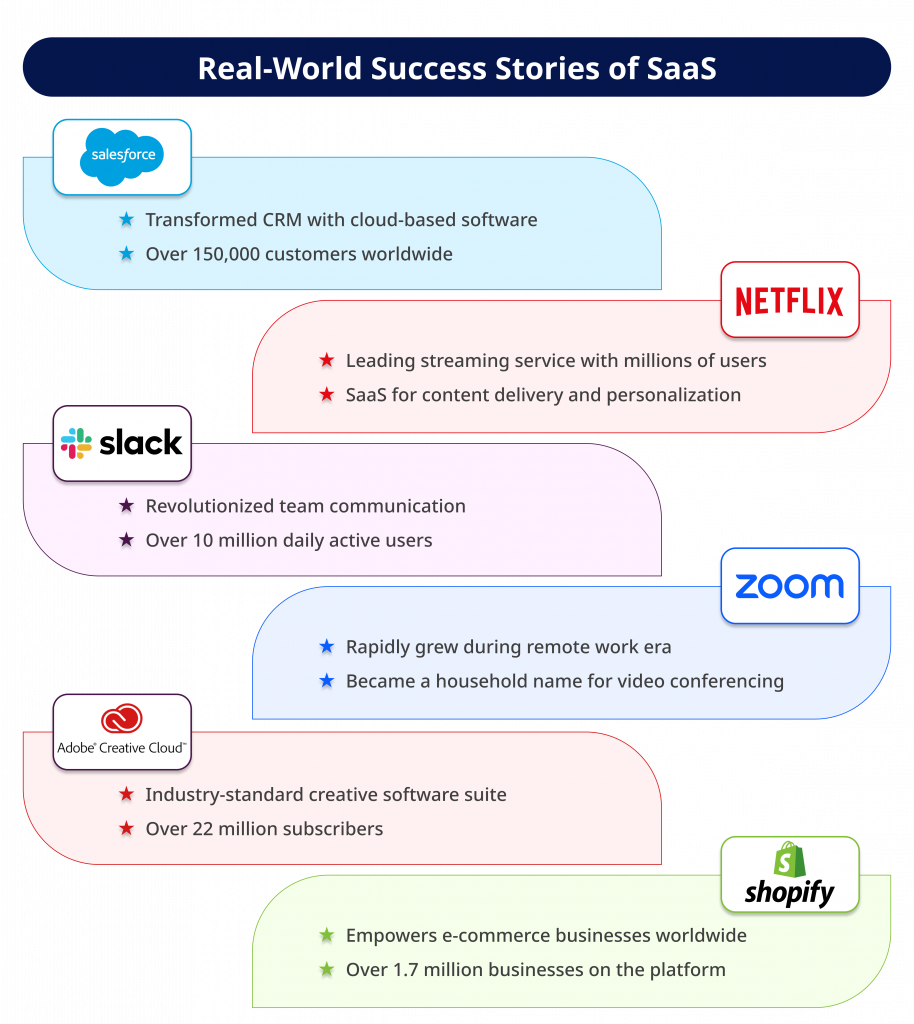 Real-World Success Stories of SaaS
salesforce
★ Transformed CRM with cloud-based software
★ Over 150,000 customers worldwide
NETFLIX
★ Leading streaming service with millions of users
★ SaaS for content delivery and personalization
slack
★ Revolutionized team communication
★ Over 10 million daily active users
zoom
★ Rapidly grew during remote work era
★ Became a household name for video conferencing
Adobe® Creative Cloud™
★ Industry-standard creative software suite
★ Over 22 million subscribers
S
shopify
★ Empowers e-commerce businesses worldwide
★ Over 1.7 million businesses on the platform